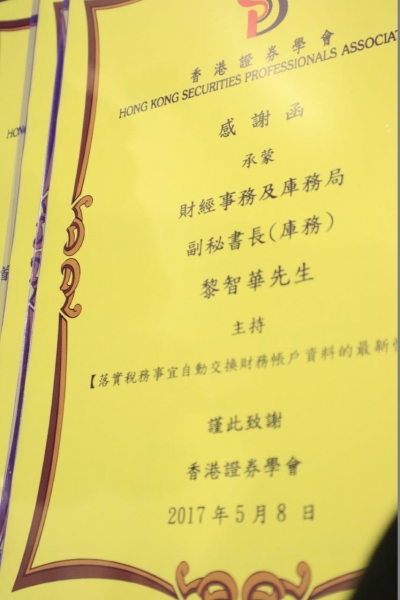 香港證券學會
HONG KONG SECURITIES PROFESSIONALS
感謝函
承蒙
財經事務及庫務局
副秘書長(庫務)
黎智華先生
主持
【落實稅務事宜自動交換財務帳戶資料的最新
謹此致謝
香港證券學會
2017年5月8日